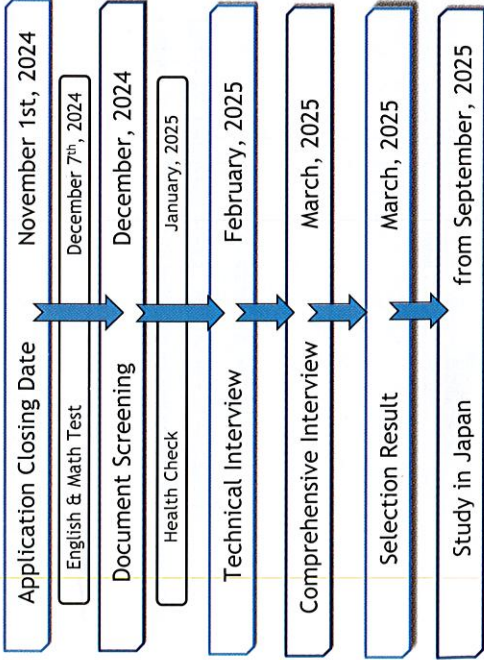 Application Closing Date November 1st, 2024
English & Math Test December 7th, 2024
Document Screening December, 2024
Health Check January, 2025
Technical Interview February, 2025
Comprehensive Interview March, 2025
Selection Result March, 2025
Study in Japan from September, 2025